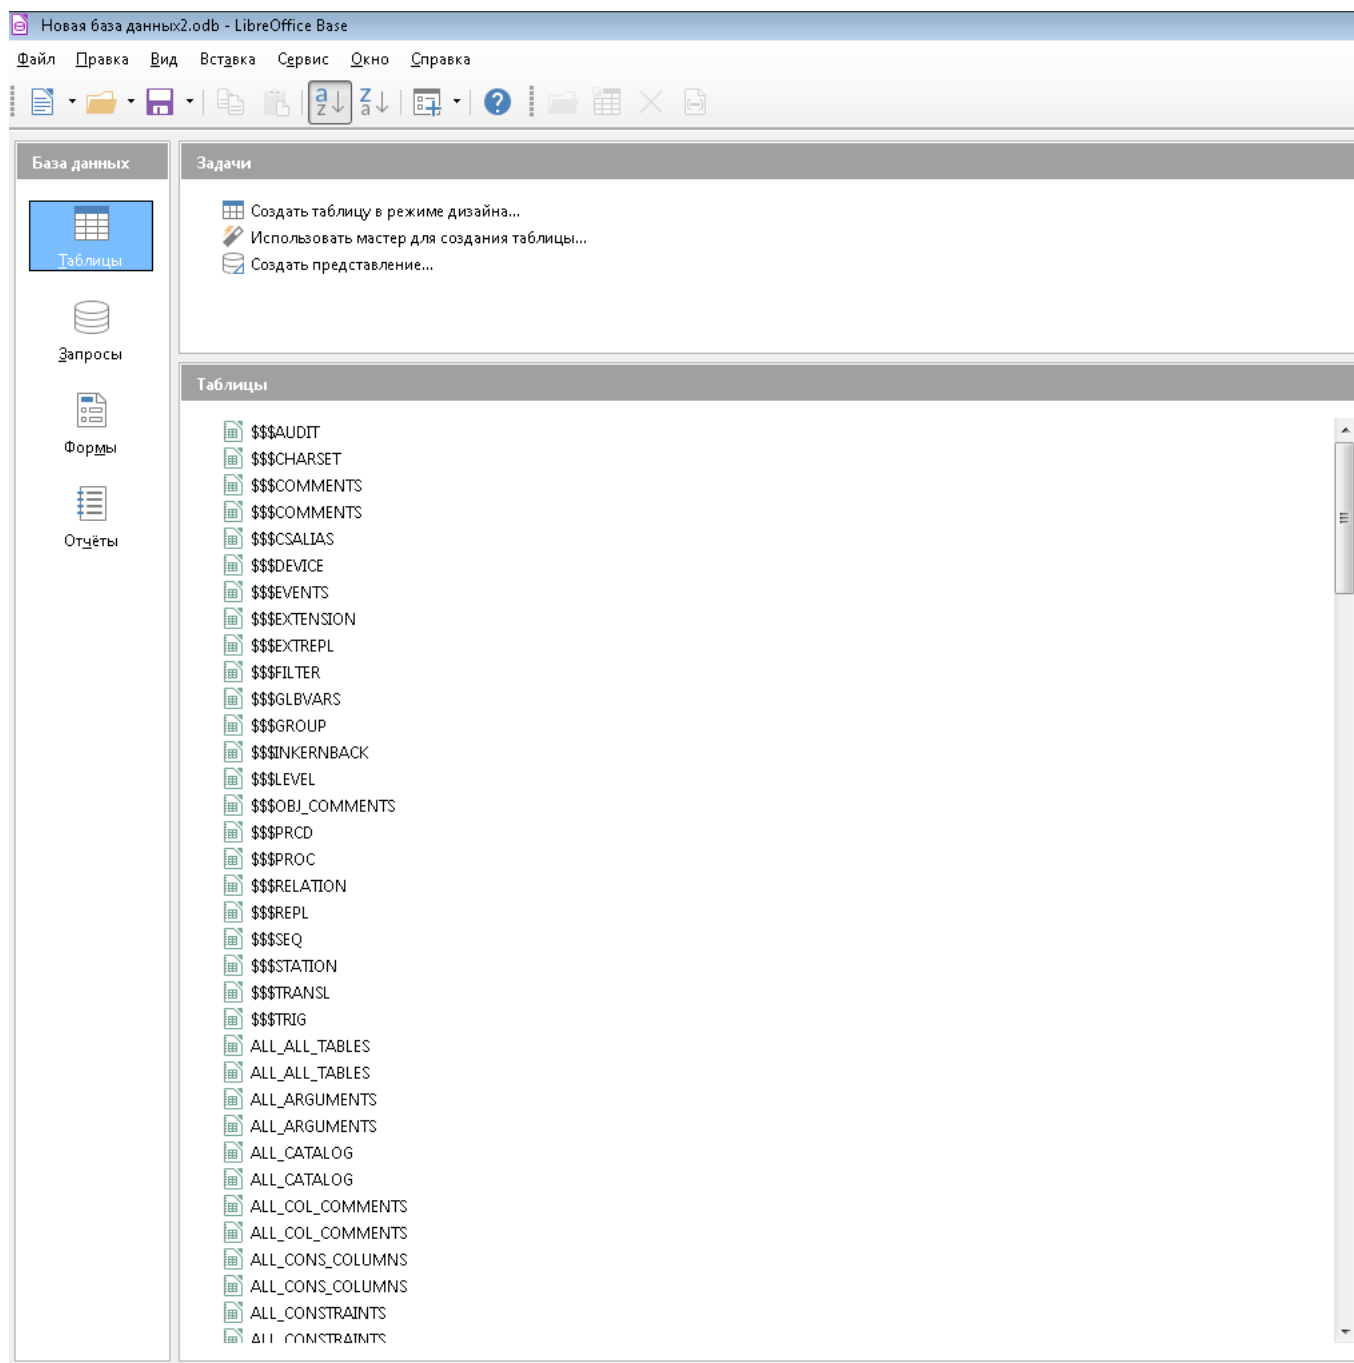 Новая база данных2.odb - LibreOffice Base
Файл Правка Вид Вставка Сервис Окно Справка
База данных
Таблицы
Запросы
Формы
Отчёты
Задачи
Создать таблицу в режиме дизайна...
Использовать мастер для создания таблицы...
Создать представление...
Таблицы
$$$AUDIT
$$$CHARSET
$$$COMMENTS
$$$COMMENTS
$$$CSALIAS
$$$DEVICE
$$$EVENTS
$$$EXTENSION
$$$EXTREPL
$$$FILTER
$$$GLBVARS
$$$GROUP
$$$INKERNBACK
$$$LEVEL
$$$OBJ_COMMENTS
$$$PRCD
$$$PROC
$$$RELATION
$$$REPL
$$$SEQ
$$$STATION
$$$TRANSL
$$$TRIG
ALL_ALL_TABLES
ALL_ALL_TABLES
ALL_ARGUMENTS
ALL_ARGUMENTS
ALL_CATALOG
ALL_CATALOG
ALL_COL_COMMENTS
ALL_COL_COMMENTS
ALL_CONS_COLUMNS
ALL_CONS_COLUMNS
ALL_CONSTRAINTS
ALL_CONSTRAINTS